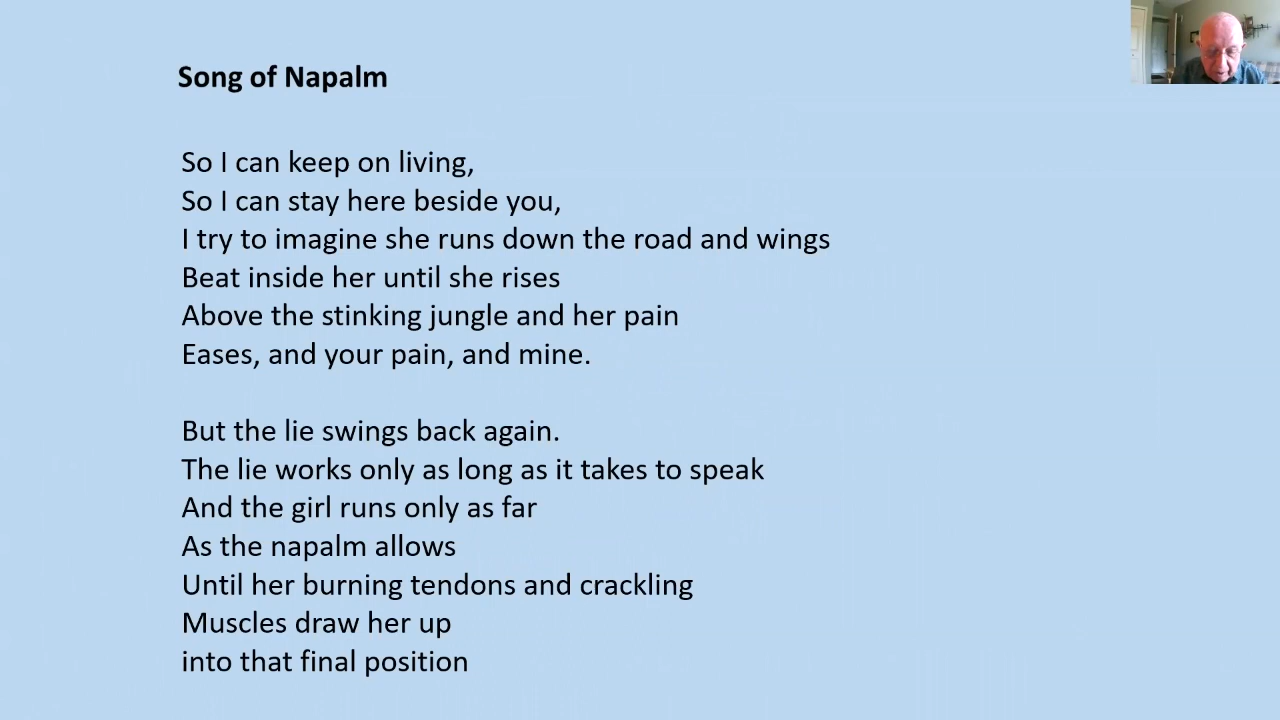 Song of Napalm
So I can keep on living,
So I can stay here beside you,
I try to imagine she runs down the road and wings
Beat inside her until she rises
Above the stinking jungle and her pain
Eases, and your pain, and mine.
But the lie swings back again.
The lie works only as long as it takes to speak
And the girl runs only as far
As the napalm allows
Until her burning tendons and crackling
Muscles draw her up
into that final position